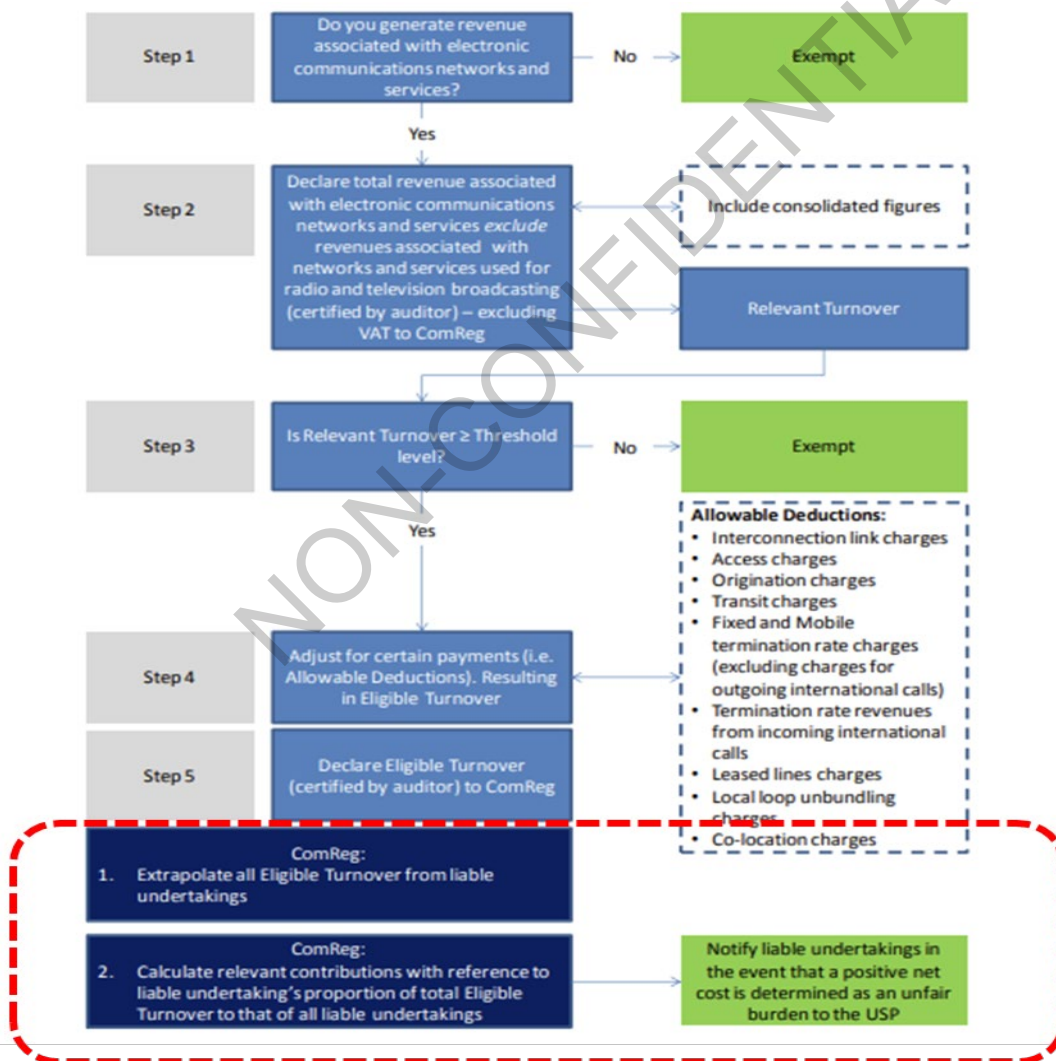 Step 1
Do you generate revenue
associated with electronic
communications networks and
services?
No
Exempt
Yes
Step 2
Declare total revenue associated
with electronic communications
networks and services exclude
revenues associated with
networks and services used for
radio and television broadcasting
(certified by auditor) – excluding
VAT to ComReg
Include consolidated figures
Relevant Turnover
Step 3
Is Relevant Turnover ≥ Threshold
level?
No
Exempt
Yes
Allowable Deductions:
• Interconnection link charges
• Access charges
• Origination charges
• Transit charges
• Fixed and Mobile
termination rate charges
(excluding charges for
outgoing international calls)
• Termination rate revenues
from incoming international
calls
• Leased lines charges
• Local loop unbundling
charges
• Co-location charges
Step 4
Adjust for certain payments (i.e.
Allowable Deductions). Resulting
in Eligible Turnover
Step 5
Declare Eligible Turnover
(certified by auditor) to ComReg
ComReg:
1. Extrapolate all Eligible Turnover from liable
undertakings
ComReg:
2. Calculate relevant contributions with reference to
liable undertaking's proportion of total Eligible
Turnover to that of all liable undertakings
Notify liable undertakings in
the event that a positive net
cost is determined as an unfair
burden to the USP
NON-CONFIDENTIA